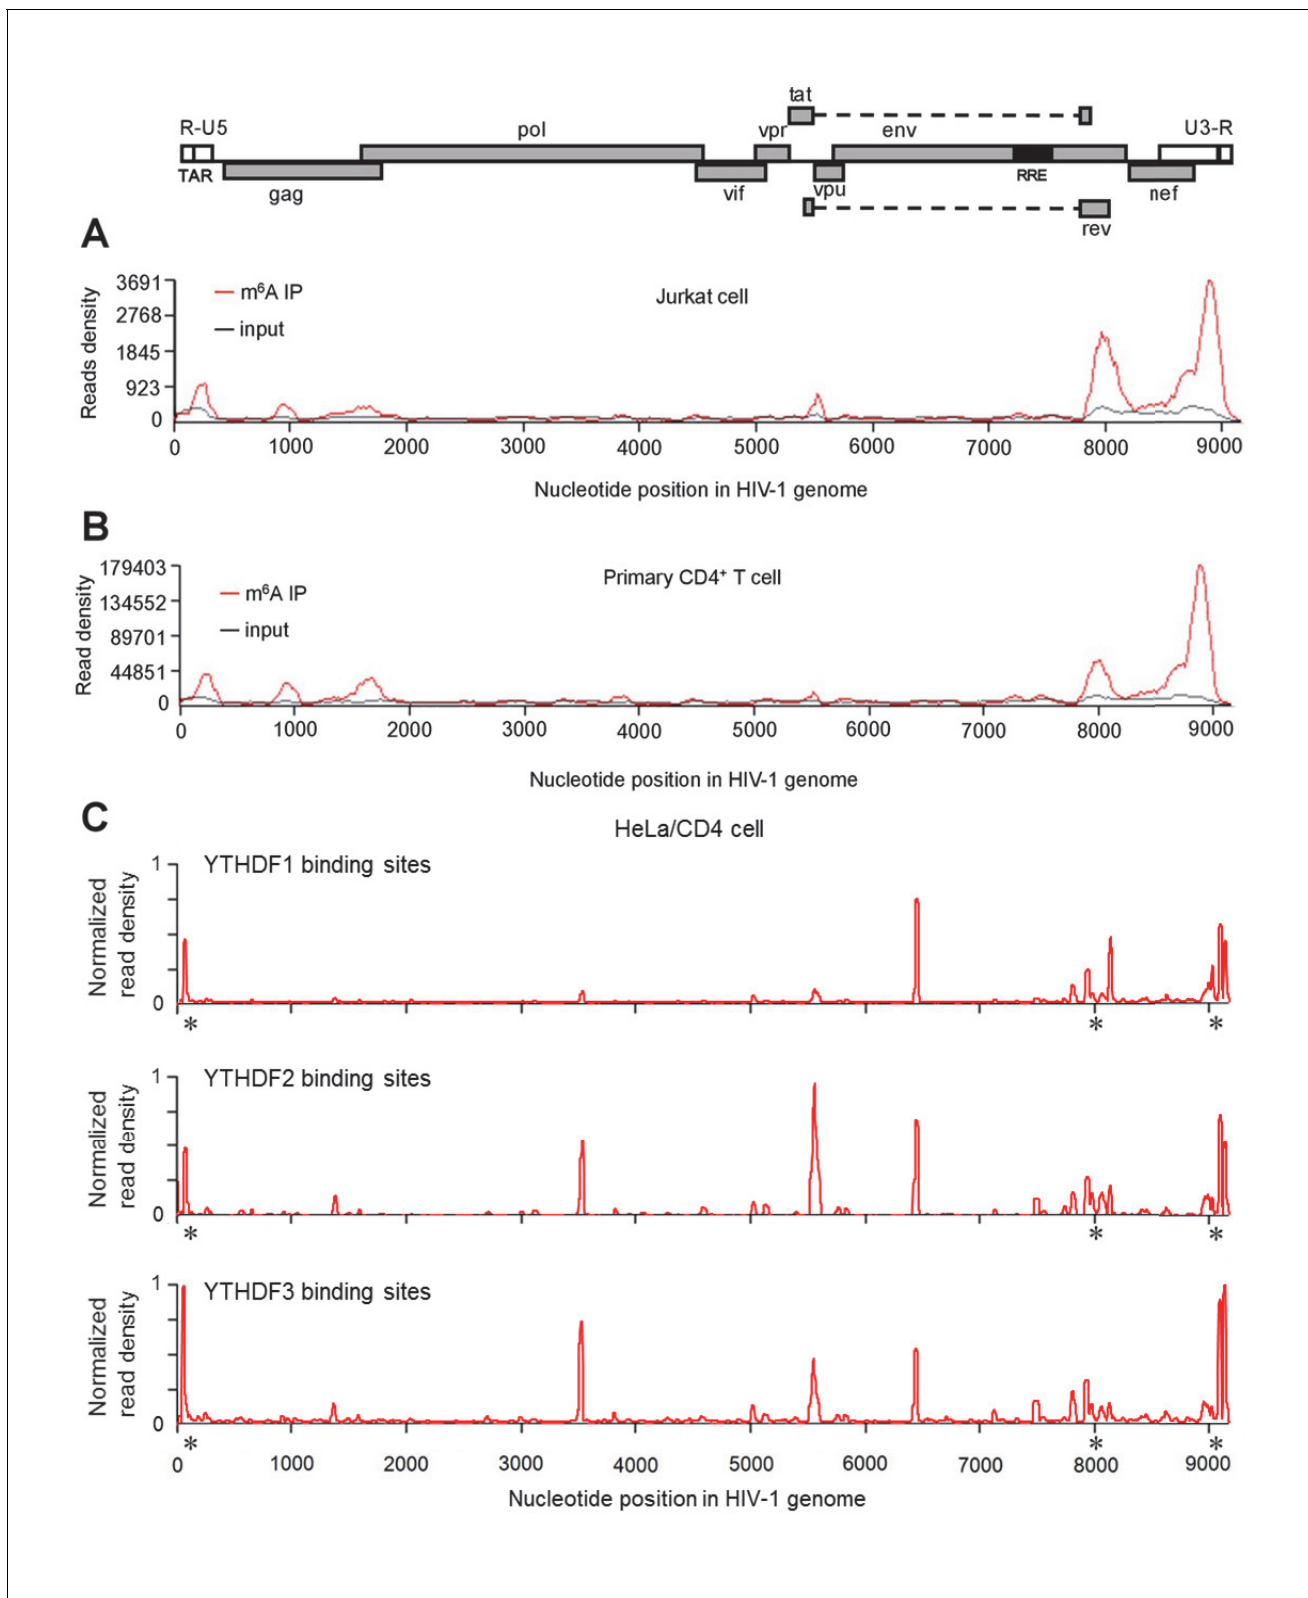 tat
R-U5 pol vpr env U3-R
TAR gag vif vpu RRE nef
rev
A
Reads density
3691
2768
1845
923
0
m⁶A IP
input
Jurkat cell
0 1000 2000 3000 4000 5000 6000 7000 8000 9000
Nucleotide position in HIV-1 genome
B
Read density
179403
134552
89701
44851
0
m⁶A IP
input
Primary CD4⁺ T cell
0 1000 2000 3000 4000 5000 6000 7000 8000 9000
Nucleotide position in HIV-1 genome
C
HeLa/CD4 cell
Normalized
read density
1
0
YTHDF1 binding sites
* * *
Normalized
read density
1
0
YTHDF2 binding sites
* * *
Normalized
read density
1
0
YTHDF3 binding sites
* * *
0 1000 2000 3000 4000 5000 6000 7000 8000 9000
Nucleotide position in HIV-1 genome